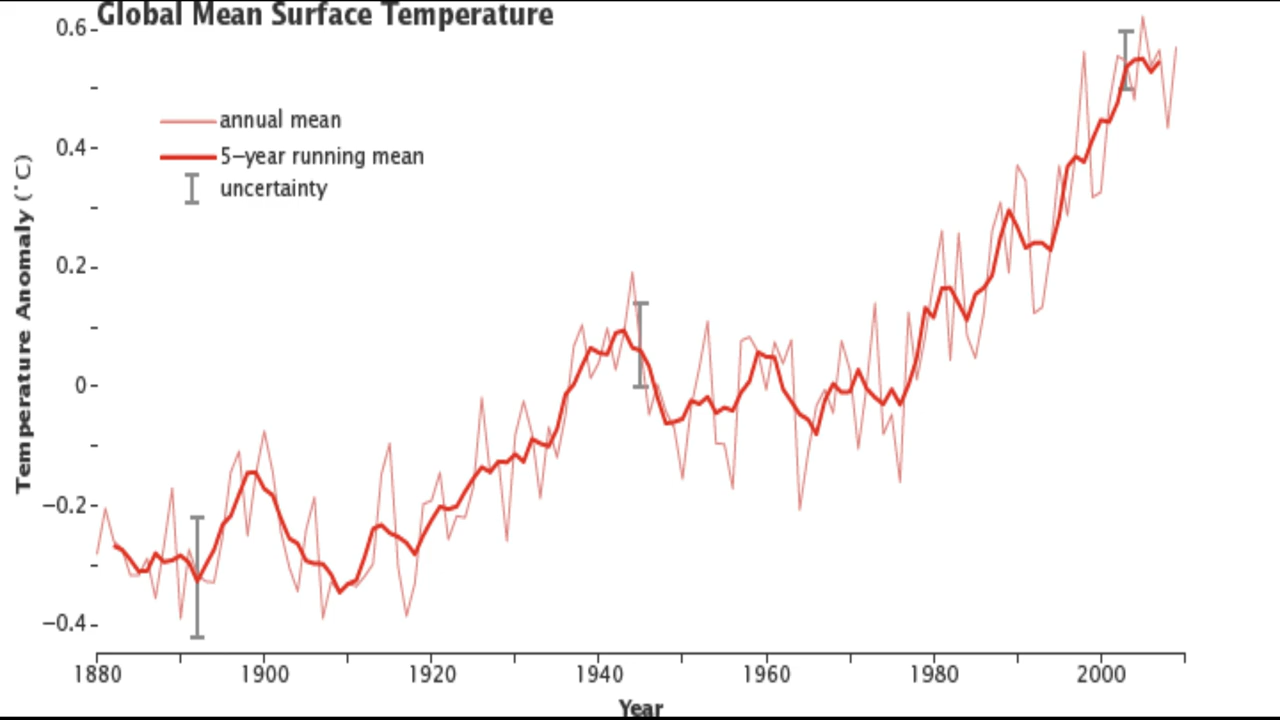 Global Mean Surface Temperature
0.6
annual mean
0.4
5-year running mean
uncertainty
Temperature Anomaly (˚C)
0.2
0
−0.2
−0.4
1880 1900 1920 1940 1960 1980 2000
Year